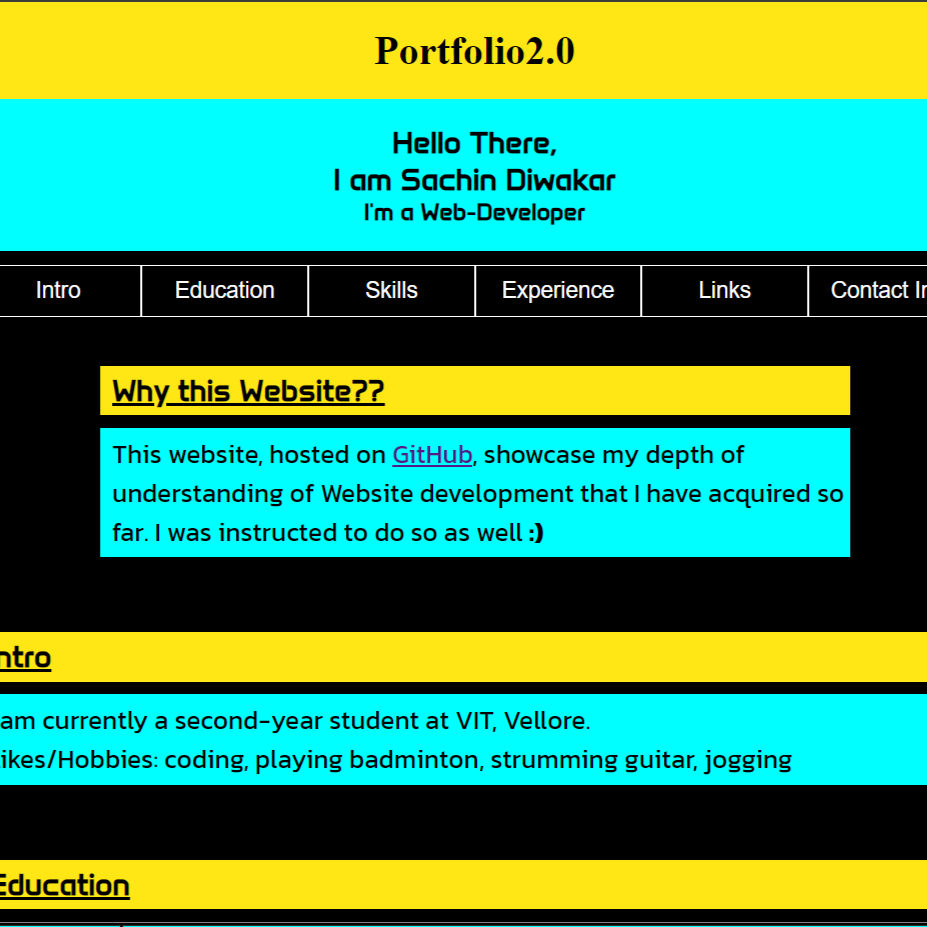 Portfolio2.0
Hello There,
I am Sachin Diwakar
I'm a Web-Developer
Intro Education Skills Experience Links Contact
Why this Website??
This website, hosted on GitHub, showcase my depth of
understanding of Website development that I have acquired so
far. I was instructed to do so as well :)
ntro
am currently a second-year student at VIT, Vellore.
ikes/Hobbies: coding, playing badminton, strumming guitar, jogging
Education